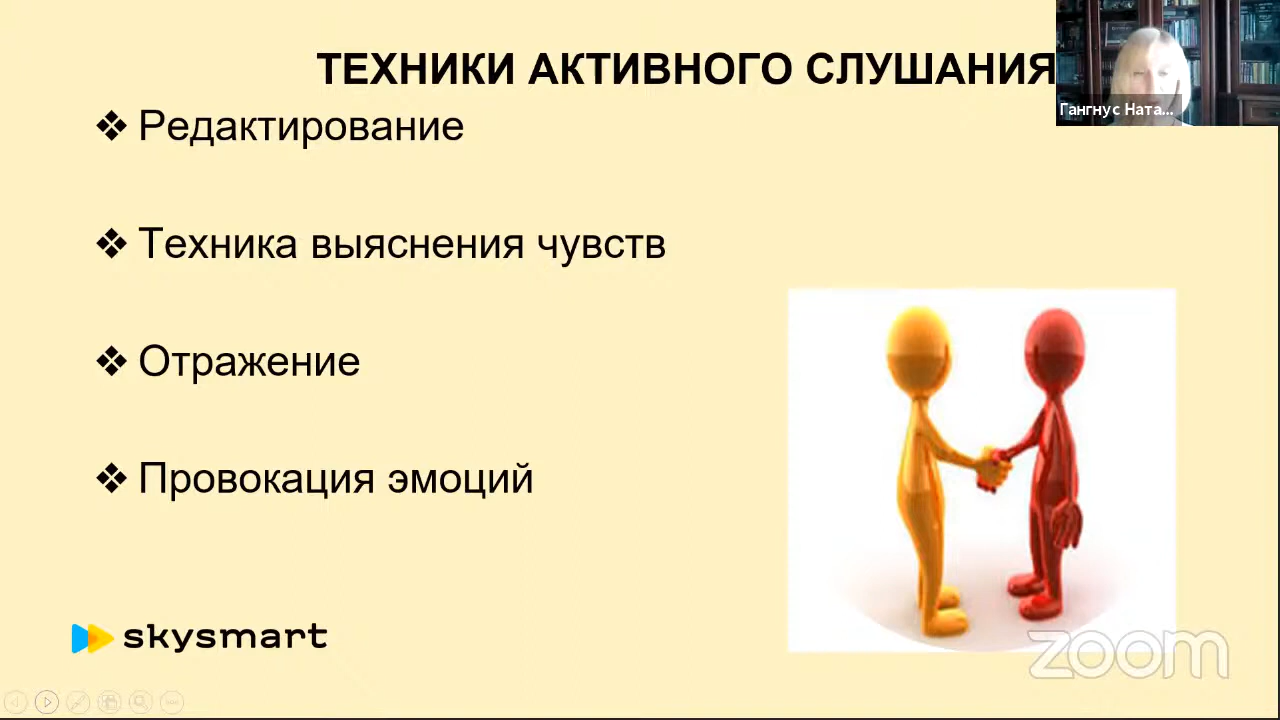 ТЕХНИКИ АКТИВНОГО СЛУШАНИЯ
Гангнус Ната...
❖ Редактирование
❖ Техника выяснения чувств
❖ Отражение
❖ Провокация эмоций
skysmart
zoom